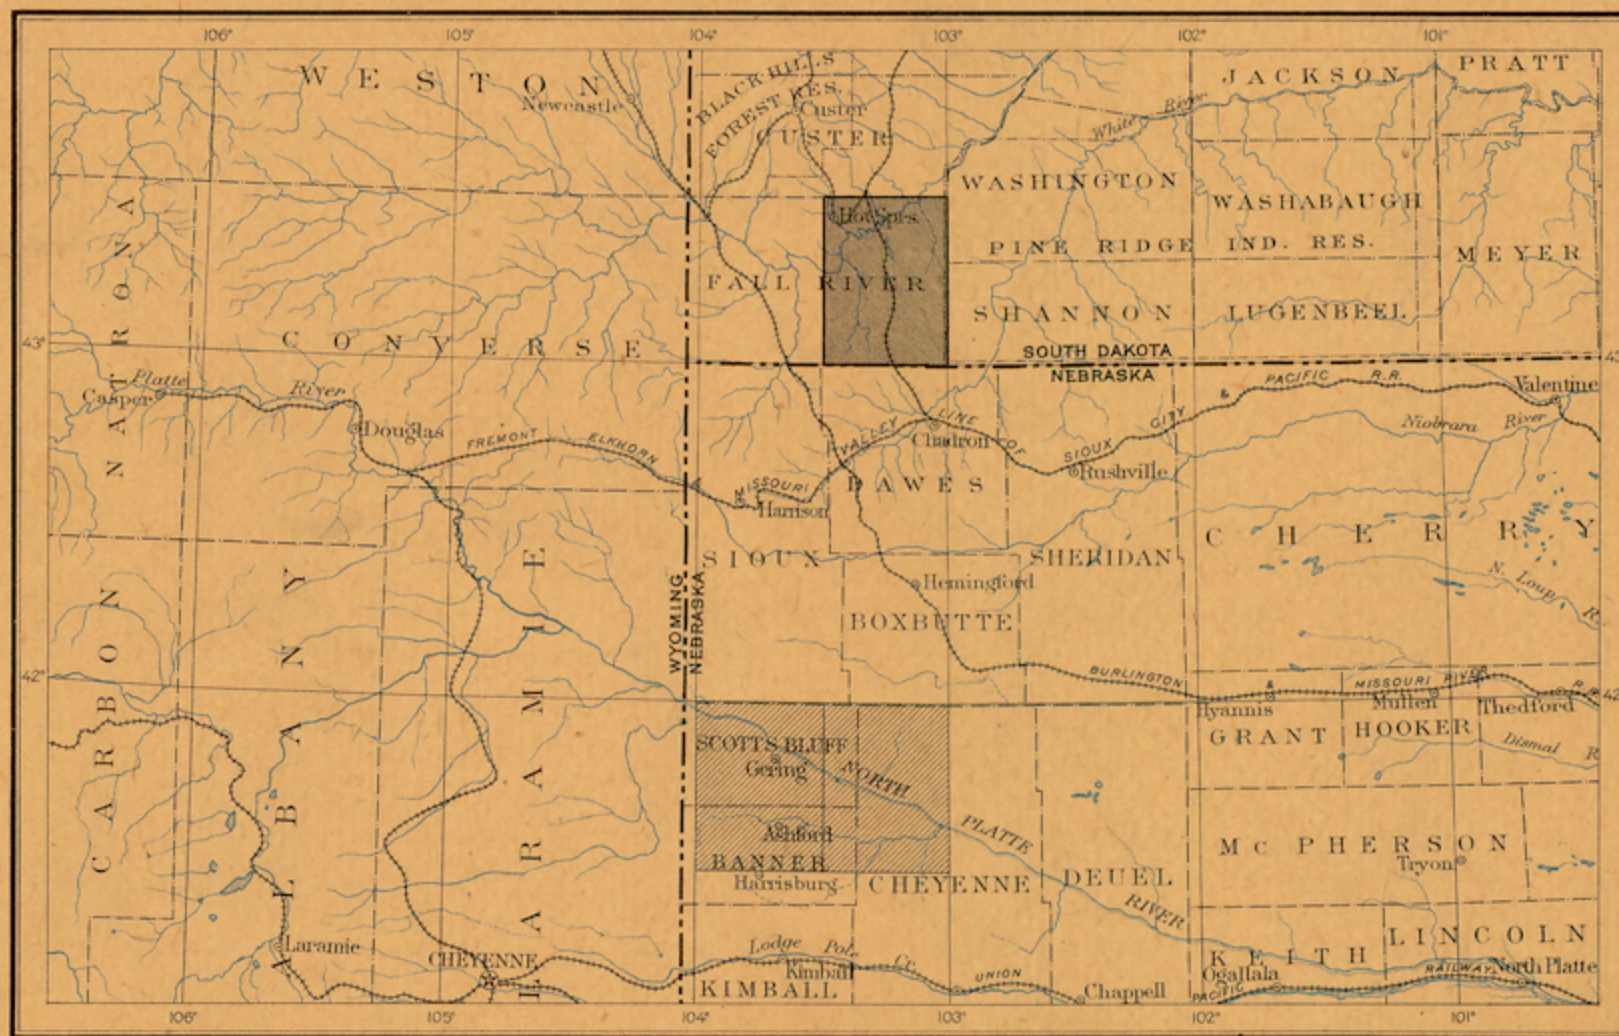 106° 105° 104° 103° 102° 101°
WESTON
Newcastle
BLACK HILLS
FOREST RES.
Custer
CUSTER
JACKSON
PRATT
White River
WASHINGTON
WASHABAUGH
PINE RIDGE IND. RES.
MEYER
Hot Sprs.
FALL RIVER
SHANNON
LUGENBEEL
NATRONA
CONVERSE
43°
SOUTH DAKOTA
NEBRASKA
Platte River
Casper
Douglas
FREMONT ELKHORN
MISSOURI VALLEY LINE OF SIOUX CITY & PACIFIC R.R.
Valentine
Niobrara River
Chadron
Rushville
Harrison
DAWES
CHERRY
SIOUX
SHERIDAN
Hemingford
N. Loup R.
BOXBUTTE
WYOMING
NEBRASKA
CARBON
ALBANY
LARAMIE
42°
BURLINGTON & MISSOURI RIVER R.R.
42
Hyannis
Mullen
Thedford
GRANT
HOOKER
Dismal R
SCOTTS BLUFF
Gering
NORTH PLATTE RIVER
Ashford
BANNER
Harrisburg
CHEYENNE
DEUEL
McPHERSON
Tryon
Laramie
CHEYENNE
Lodge Pole Cr.
Kimball
KIMBALL
UNION PACIFIC RAILWAY
Chappell
KEITH
LINCOLN
Ogallala
North Platte
106° 105° 104° 103° 102° 101°